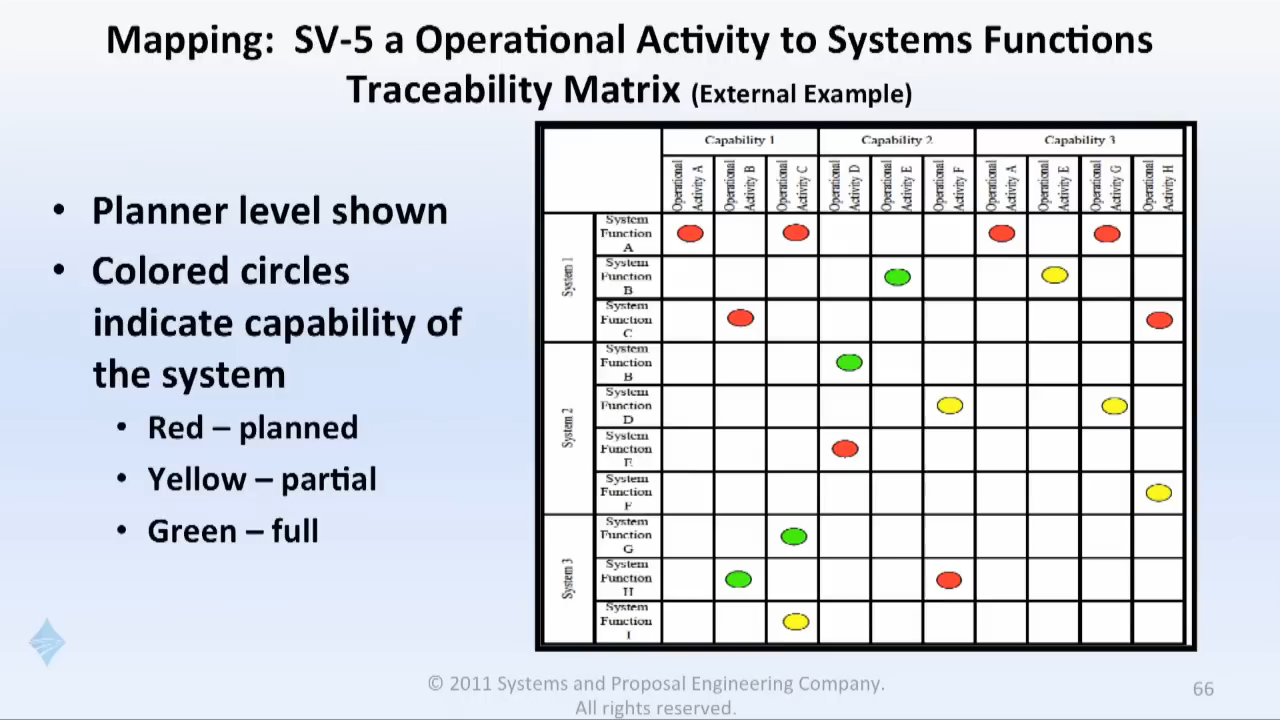 Mapping: SV-5 a Operational Activity to Systems Functions
Traceability Matrix (External Example)
• Planner level shown
• Colored circles
indicate capability of
the system
• Red – planned
• Yellow – partial
• Green – full
Capability 1 Capability 2 Capability 3
Operational Activity A
Operational Activity B
Operational Activity C
Operational Activity D
Operational Activity E
Operational Activity F
Operational Activity A
Operational Activity E
Operational Activity G
Operational Activity H
System 1
System
Function
A
System
Function
B
System
Function
C
System 2
System
Function
B
System
Function
D
System
Function
E
System
Function
F
System 3
System
Function
G
System
Function
H
System
Function
I
© 2011 Systems and Proposal Engineering Company.
All rights reserved.
66